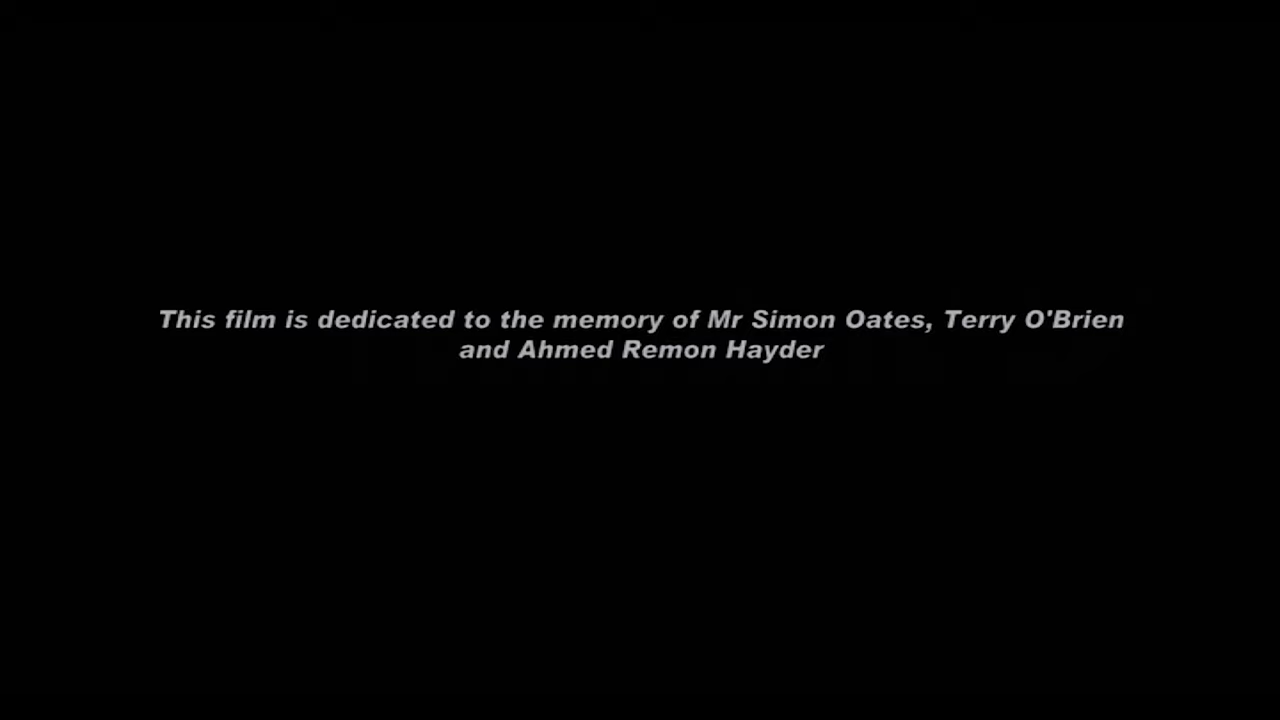 This film is dedicated to the memory of Mr Simon Oates, Terry O'Brien
and Ahmed Remon Hayder